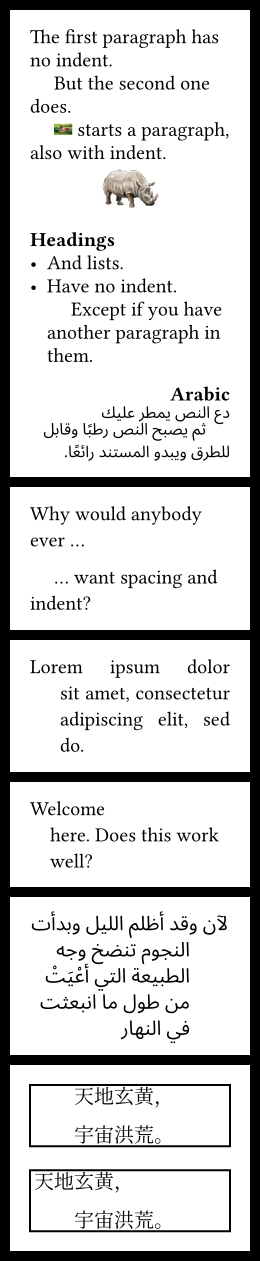 The first paragraph has
no indent.
But the second one
does.
starts a paragraph,
also with indent.
Headings
• And lists.
• Have no indent.
Except if you have
another paragraph in
them.
Arabic
دع النص يمطر عليك
ثم يصبح النص رطبًا وقابل
للطرق ويبدو المستند رائعًا.
Why would anybody
ever …
… want spacing and
indent?
Lorem ipsum dolor
sit amet, consectetur
adipiscing elit, sed
do.
Welcome
here. Does this work
well?
لآن وقد أظلم الليل وبدأت
النجوم تنضخ وجه
الطبيعة التي أعْيَتْ
من طول ما انبعثت
في النهار
天地玄黄，
宇宙洪荒。
天地玄黄，
宇宙洪荒。